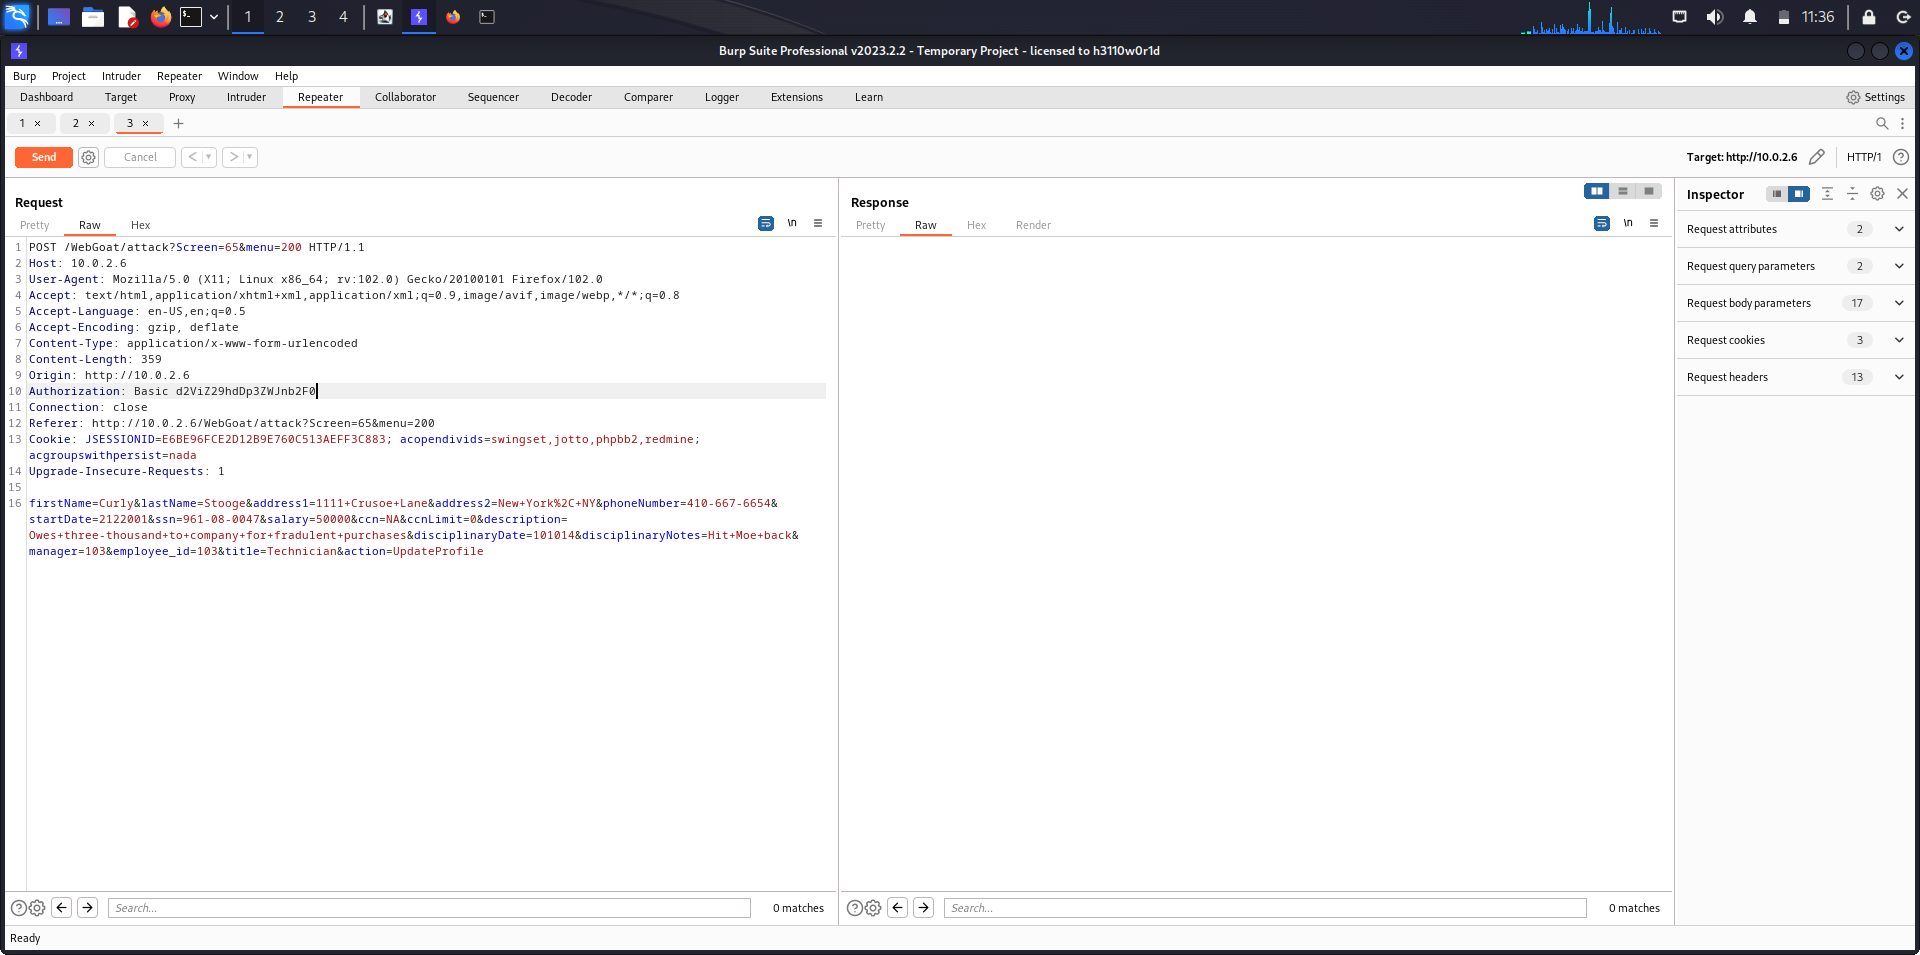 1 2 3 4 11:36
Burp Suite Professional v2023.2.2 - Temporary Project - licensed to h3110w0r1d
Burp Project Intruder Repeater Window Help
Dashboard Target Proxy Intruder Repeater Collaborator Sequencer Decoder Comparer Logger Extensions Learn Settings
1 × 2 × 3 × +
Send Cancel < > Target: http://10.0.2.6 HTTP/1 ?
Request
Pretty Raw Hex \n
1 POST /WebGoat/attack?Screen=65&menu=200 HTTP/1.1
2 Host: 10.0.2.6
3 User-Agent: Mozilla/5.0 (X11; Linux x86_64; rv:102.0) Gecko/20100101 Firefox/102.0
4 Accept: text/html,application/xhtml+xml,application/xml;q=0.9,image/avif,image/webp,*/*;q=0.8
5 Accept-Language: en-US,en;q=0.5
6 Accept-Encoding: gzip, deflate
7 Content-Type: application/x-www-form-urlencoded
8 Content-Length: 359
9 Origin: http://10.0.2.6
10 Authorization: Basic d2ViZ29hdDp3ZWJnb2F0
11 Connection: close
12 Referer: http://10.0.2.6/WebGoat/attack?Screen=65&menu=200
13 Cookie: JSESSIONID=E6BE96FCE2D12B9E760C513AEFF3C883; acopendivids=swingset,jotto,phpbb2,redmine;
acgroupswithpersist=nada
14 Upgrade-Insecure-Requests: 1
15
16 firstName=Curly&lastName=Stooge&address1=1111+Crusoe+Lane&address2=New+York%2C+NY&phoneNumber=410-667-6654&
startDate=2122001&ssn=961-08-0047&salary=50000&ccn=NA&ccnLimit=0&description=
Owes+three-thousand+to+company+for+fradulent+purchases&disciplinaryDate=101014&disciplinaryNotes=Hit+Moe+back&
manager=103&employee_id=103&title=Technician&action=UpdateProfile
Search... 0 matches
Response
Pretty Raw Hex Render \n
Search... 0 matches
Inspector
Request attributes 2
Request query parameters 2
Request body parameters 17
Request cookies 3
Request headers 13
Ready